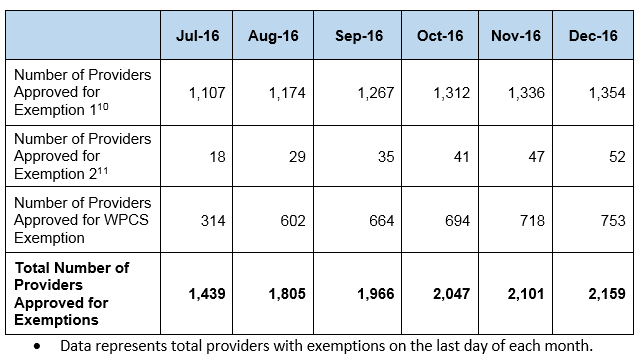 Jul-16 Aug-16 Sep-16 Oct-16 Nov-16 Dec-16
Number of Providers
Approved for
Exemption 1¹⁰ 1,107 1,174 1,267 1,312 1,336 1,354
Number of Providers
Approved for
Exemption 2¹¹ 18 29 35 41 47 52
Number of Providers
Approved for WPCS
Exemption 314 602 664 694 718 753
Total Number of
Providers
Approved for
Exemptions 1,439 1,805 1,966 2,047 2,101 2,159
• Data represents total providers with exemptions on the last day of each month.